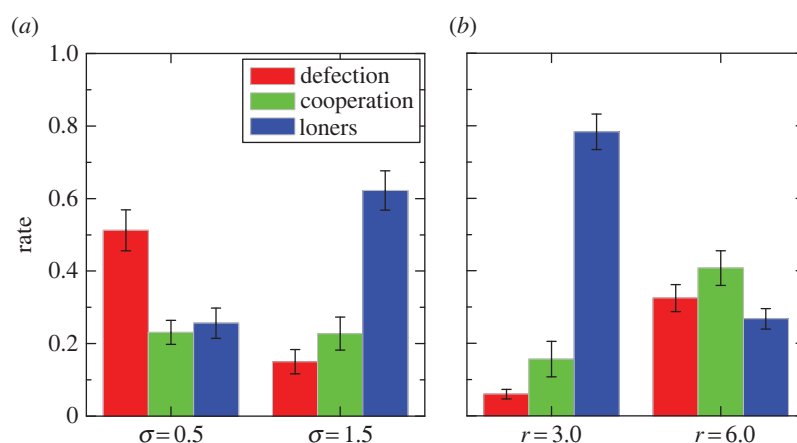 (a)
(b)
1.0
0.8
0.6
0.4
0.2
0
rate
defection
cooperation
loners
σ=0.5
σ=1.5
r=3.0
r=6.0